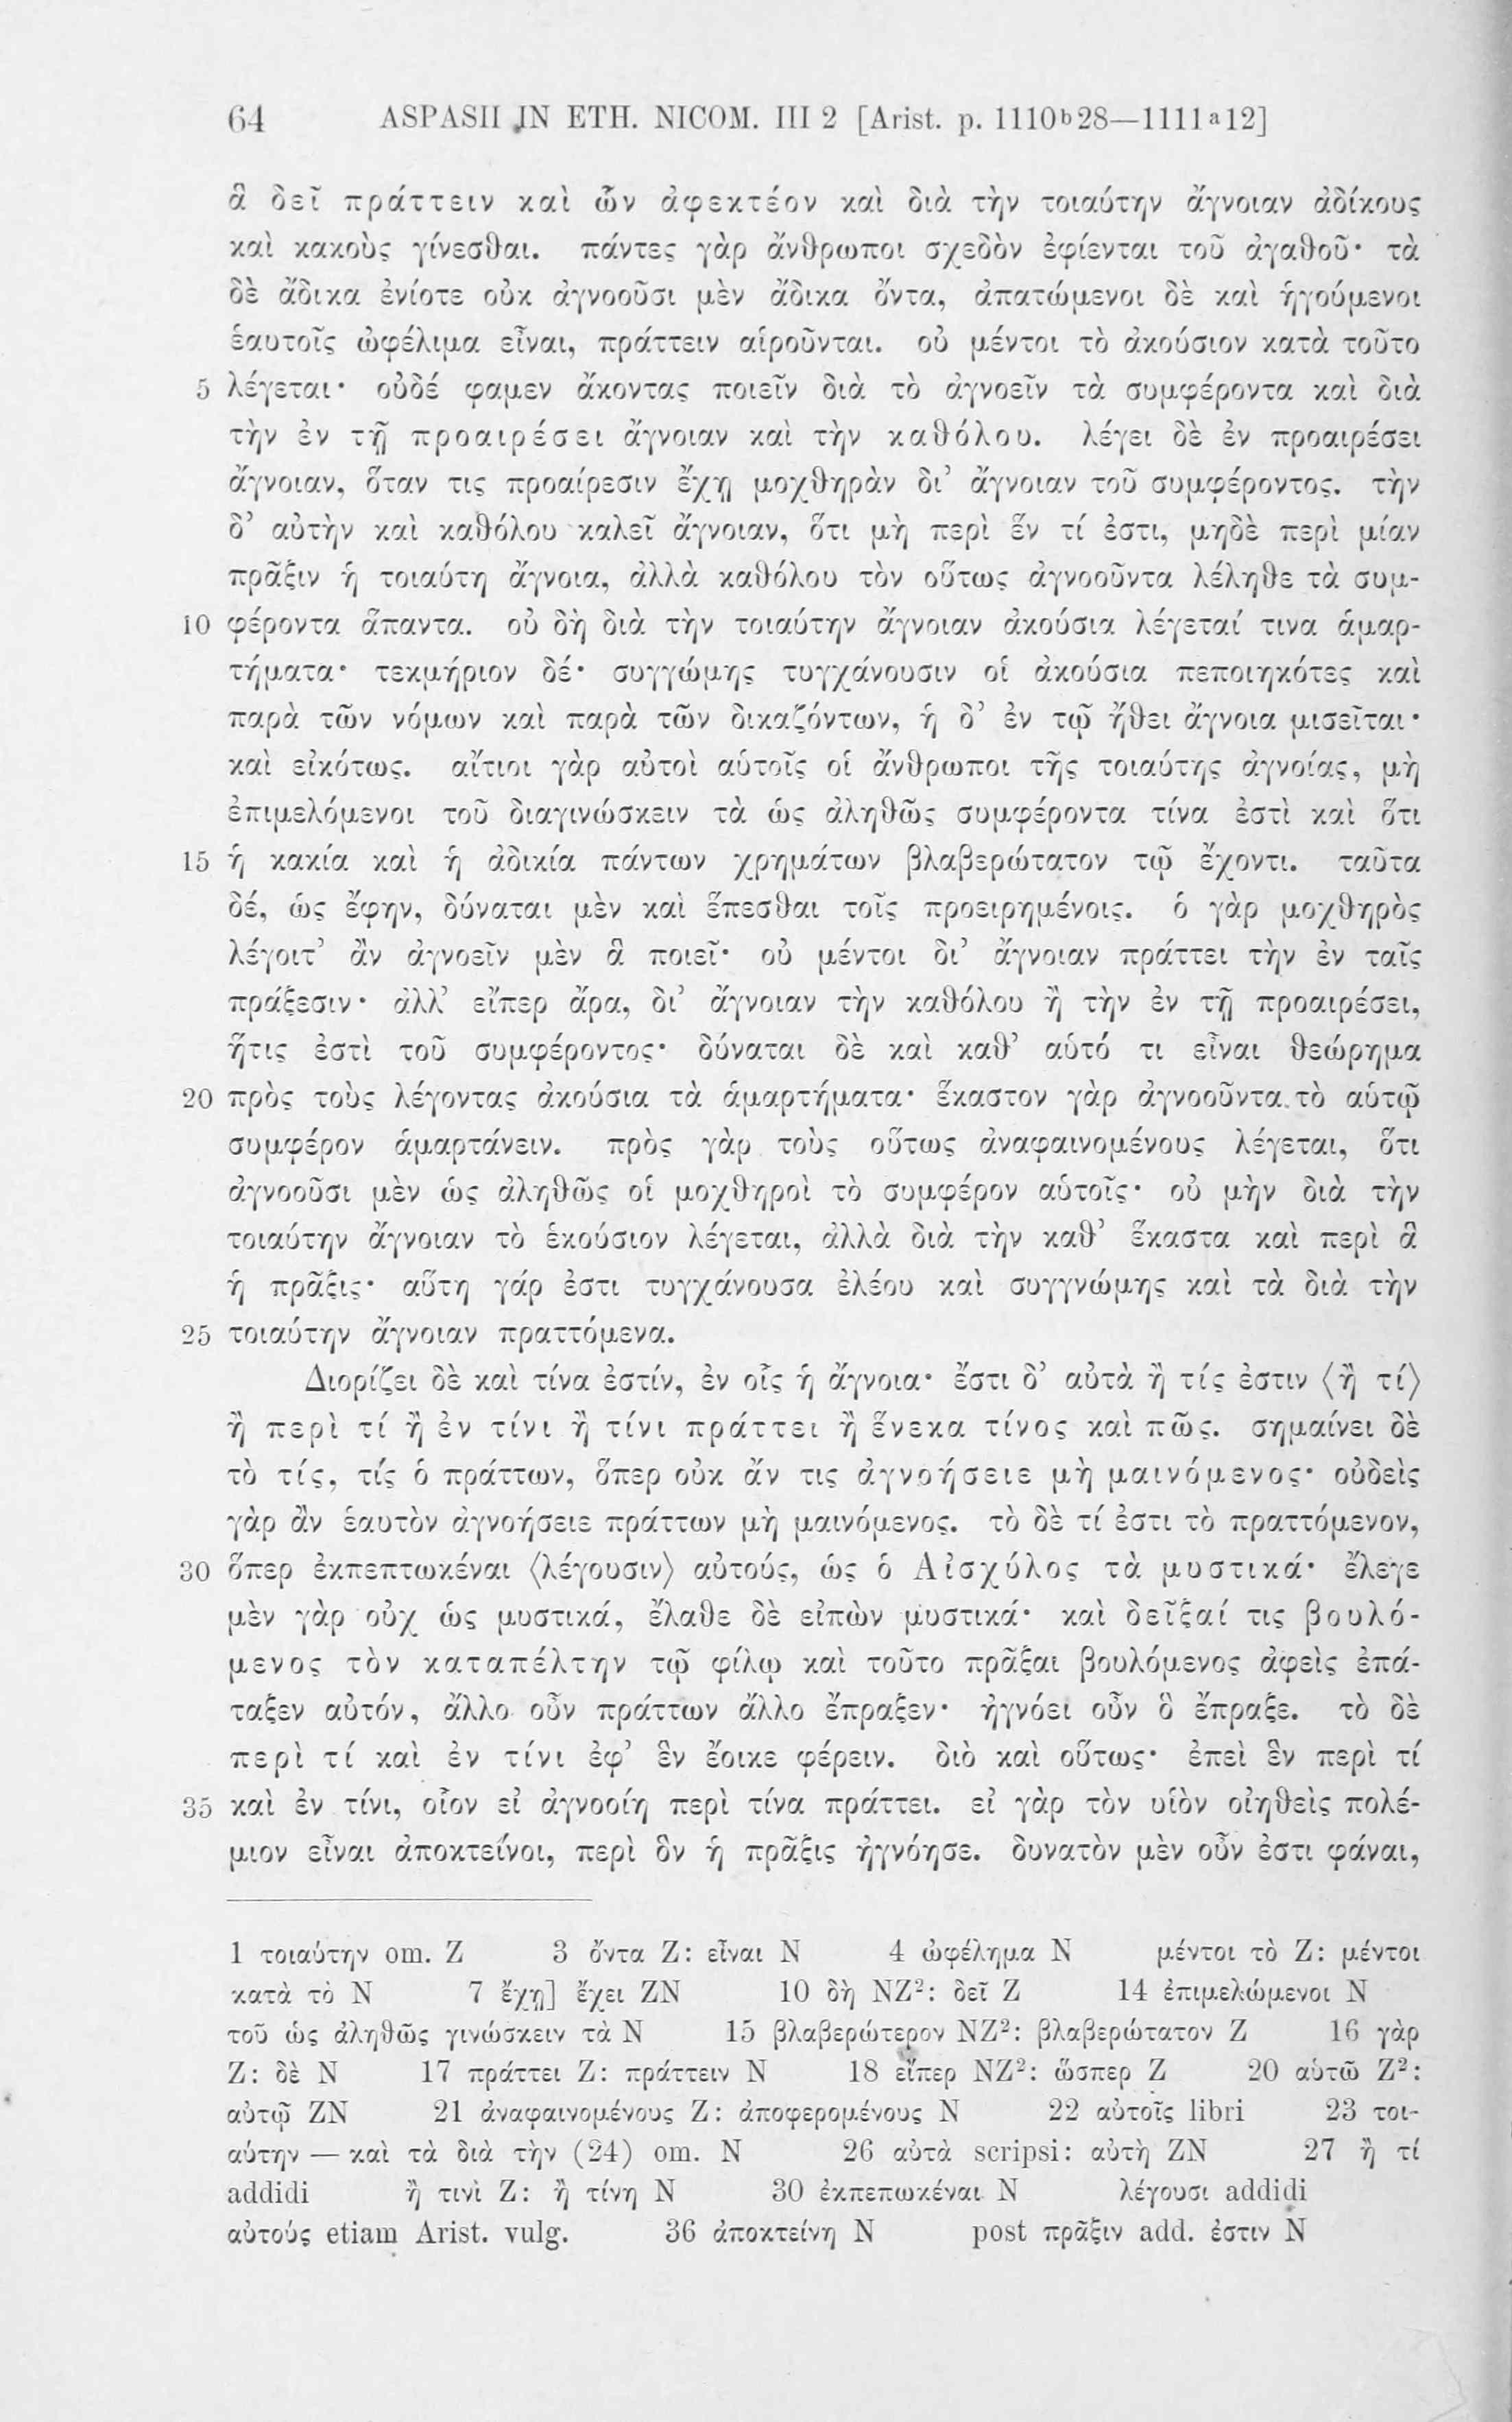 64 ASPASII IN ETH. NICOM. III 2 [Arist. p. 1110ᵇ28—1111ᵃ12]
ἃ δεῖ πράττειν καὶ ὧν ἀφεκτέον καὶ διὰ τὴν τοιαύτην ἄγνοιαν ἀδίκους
καὶ κακοὺς γίνεσθαι. πάντες γὰρ ἄνθρωποι σχεδὸν ἐφίενται τοῦ ἀγαθοῦ· τὰ
δὲ ἄδικα ἐνίοτε οὐκ ἀγνοοῦσι μὲν ἄδικα ὄντα, ἀπατώμενοι δὲ καὶ ἡγούμενοι
ἑαυτοῖς ὠφέλιμα εἶναι, πράττειν αἱροῦνται. οὐ μέντοι τὸ ἀκούσιον κατὰ τοῦτο
5 λέγεται· οὐδέ φαμεν ἄκοντας ποιεῖν διὰ τὸ ἀγνοεῖν τὰ συμφέροντα καὶ διὰ
τὴν ἐν τῇ προαιρέσει ἄγνοιαν καὶ τὴν καθόλου. λέγει δὲ ἐν προαιρέσει
ἄγνοιαν, ὅταν τις προαίρεσιν ἔχῃ μοχθηρὰν δι’ ἄγνοιαν τοῦ συμφέροντος. τὴν
δ’ αὐτὴν καὶ καθόλου καλεῖ ἄγνοιαν, ὅτι μὴ περὶ ἕν τί ἐστι, μηδὲ περὶ μίαν
πρᾶξιν ἡ τοιαύτη ἄγνοια, ἀλλὰ καθόλου τὸν οὕτως ἀγνοοῦντα λέληθε τὰ συμ-
10 φέροντα ἅπαντα. οὐ δὴ διὰ τὴν τοιαύτην ἄγνοιαν ἀκούσια λέγεταί τινα ἁμαρ-
τήματα· τεκμήριον δέ· συγγώμης τυγχάνουσιν οἱ ἀκούσια πεποιηκότες καὶ
παρὰ τῶν νόμων καὶ παρὰ τῶν δικαζόντων, ἡ δ’ ἐν τῷ ἤθει ἄγνοια μισεῖται·
καὶ εἰκότως. αἴτιοι γὰρ αὐτοὶ αὑτοῖς οἱ ἄνθρωποι τῆς τοιαύτης ἀγνοίας, μὴ
ἐπιμελόμενοι τοῦ διαγινώσκειν τὰ ὡς ἀληθῶς συμφέροντα τίνα ἐστὶ καὶ ὅτι
15 ἡ κακία καὶ ἡ ἀδικία πάντων χρημάτων βλαβερώτατον τῷ ἔχοντι. ταῦτα
δέ, ὡς ἔφην, δύναται μὲν καὶ ἕπεσθαι τοῖς προειρημένοις. ὁ γὰρ μοχθηρὸς
λέγοιτ’ ἂν ἀγνοεῖν μὲν ἃ ποιεῖ· οὐ μέντοι δι’ ἄγνοιαν πράττει τὴν ἐν ταῖς
πράξεσιν· ἀλλ’ εἴπερ ἄρα, δι’ ἄγνοιαν τὴν καθόλου ἢ τὴν ἐν τῇ προαιρέσει,
ἥτις ἐστὶ τοῦ συμφέροντος· δύναται δὲ καὶ καθ’ αὑτό τι εἶναι θεώρημα
20 πρὸς τοὺς λέγοντας ἀκούσια τὰ ἁμαρτήματα· ἕκαστον γὰρ ἀγνοοῦντα τὸ αὑτῷ
συμφέρον ἁμαρτάνειν. πρὸς γὰρ τοὺς οὕτως ἀναφαινομένους λέγεται, ὅτι
ἀγνοοῦσι μὲν ὡς ἀληθῶς οἱ μοχθηροὶ τὸ συμφέρον αὑτοῖς· οὐ μὴν διὰ τὴν
τοιαύτην ἄγνοιαν τὸ ἑκούσιον λέγεται, ἀλλὰ διὰ τὴν καθ’ ἕκαστα καὶ περὶ ἃ
ἡ πρᾶξις· αὕτη γάρ ἐστι τυγχάνουσα ἐλέου καὶ συγγνώμης καὶ τὰ διὰ τὴν
25 τοιαύτην ἄγνοιαν πραττόμενα.
Διορίζει δὲ καὶ τίνα ἐστίν, ἐν οἷς ἡ ἄγνοια· ἔστι δ’ αὐτὰ ἢ τίς ἐστιν ⟨ἢ τί⟩
ἢ περὶ τί ἢ ἐν τίνι ἢ τίνι πράττει ἢ ἕνεκα τίνος καὶ πῶς. σημαίνει δὲ
τὸ τίς, τίς ὁ πράττων, ὅπερ οὐκ ἄν τις ἀγνοήσειε μὴ μαινόμενος· οὐδεὶς
γὰρ ἂν ἑαυτὸν ἀγνοήσειε πράττων μὴ μαινόμενος. τὸ δὲ τί ἐστι τὸ πραττόμενον,
30 ὅπερ ἐκπεπτωκέναι ⟨λέγουσιν⟩ αὐτούς, ὡς ὁ Αἰσχύλος τὰ μυστικά· ἔλεγε
μὲν γὰρ οὐχ ὡς μυστικά, ἔλαθε δὲ εἰπὼν μυστικά· καὶ δεῖξαί τις βουλό-
μενος τὸν καταπέλτην τῷ φίλῳ καὶ τοῦτο πρᾶξαι βουλόμενος ἀφεὶς ἐπά-
ταξεν αὐτόν, ἄλλο οὖν πράττων ἄλλο ἔπραξεν· ἠγνόει οὖν ὃ ἔπραξε. τὸ δὲ
περὶ τί καὶ ἐν τίνι ἐφ’ ἓν ἔοικε φέρειν. διὸ καὶ οὕτως· ἐπεὶ ἓν περὶ τί
35 καὶ ἐν τίνι, οἷον εἰ ἀγνοοίη περὶ τίνα πράττει. εἰ γὰρ τὸν υἱὸν οἰηθεὶς πολέ-
μιον εἶναι ἀποκτείνοι, περὶ ὃν ἡ πρᾶξις ἠγνόησε. δυνατὸν μὲν οὖν ἐστι φάναι,
1 τοιαύτην om. Z 3 ὄντα Z: εἶναι N 4 ὠφέλημα N μέντοι τὸ Z: μέντοι
κατὰ τὸ N 7 ἔχῃ] ἔχει ZN 10 δὴ NZ²: δεῖ Z 14 ἐπιμελώμενοι N
τοῦ ὡς ἀληθῶς γινώσκειν τὰ N 15 βλαβερώτερον NZ²: βλαβερώτατον Z 16 γὰρ
Z: δὲ N 17 πράττει Z: πράττειν N 18 εἴπερ NZ²: ὥσπερ Z 20 αὑτῶ Z²:
αὐτῷ ZN 21 ἀναφαινομένους Z: ἀποφερομένους N 22 αὐτοῖς libri 23 τοι-
αύτην — καὶ τὰ διὰ τὴν (24) om. N 26 αὐτὰ scripsi: αὐτὴ ZN 27 ἢ τί
addidi ἢ τινὶ Z: ἢ τίνη N 30 ἐκπεπωκέναι N λέγουσι addidi
αὐτούς etiam Arist. vulg. 36 ἀποκτείνη N post πρᾶξιν add. ἐστιν N